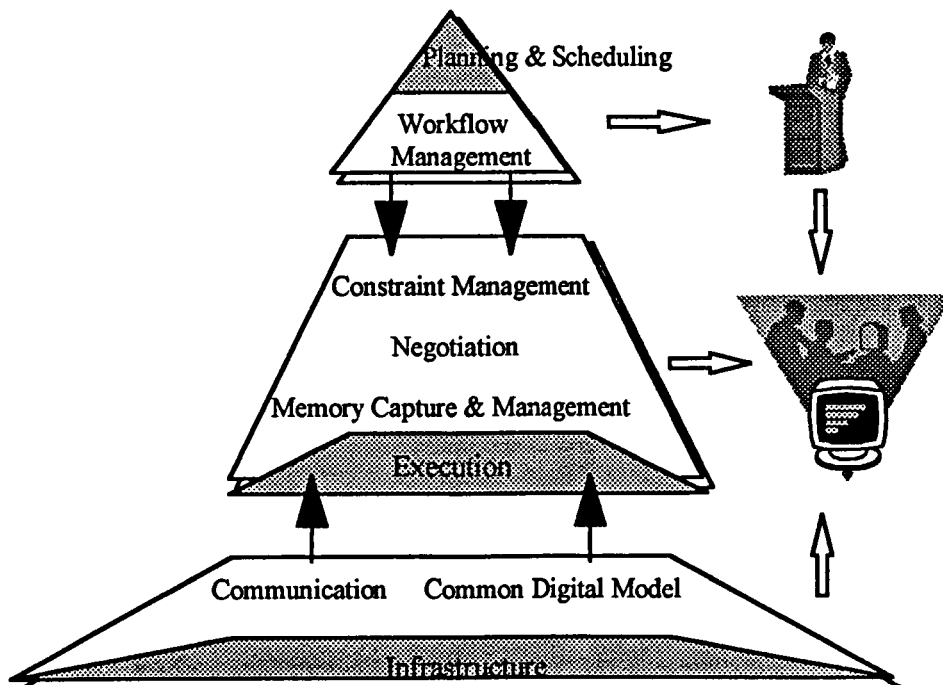 Planning & Scheduling
Workflow
Management
Constraint Management
Negotiation
Memory Capture & Management
Execution
Communication Common Digital Model
Infrastructure